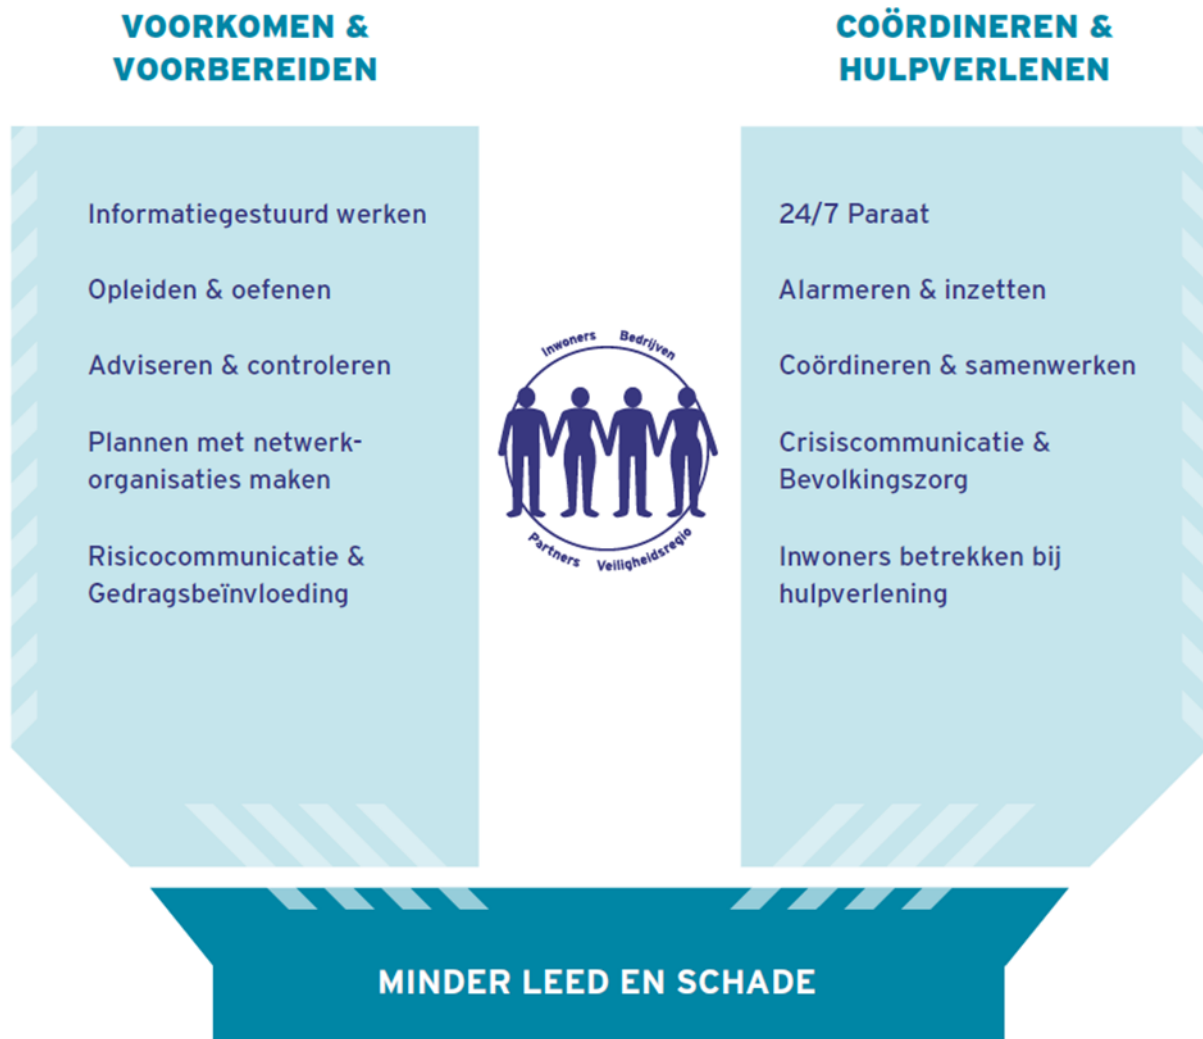 VOORKOMEN &
VOORBEREIDEN
Informatiegestuurd werken
Opleiden & oefenen
Adviseren & controleren
Plannen met netwerk-
organisaties maken
Risicocommunicatie &
Gedragsbeïnvloeding
Inwoners Bedrijven
Partners Veiligheidsregio
COÖRDINEREN &
HULPVERLENEN
24/7 Paraat
Alarmeren & inzetten
Coördineren & samenwerken
Crisiscommunicatie &
Bevolkingszorg
Inwoners betrekken bij
hulpverlening
MINDER LEED EN SCHADE